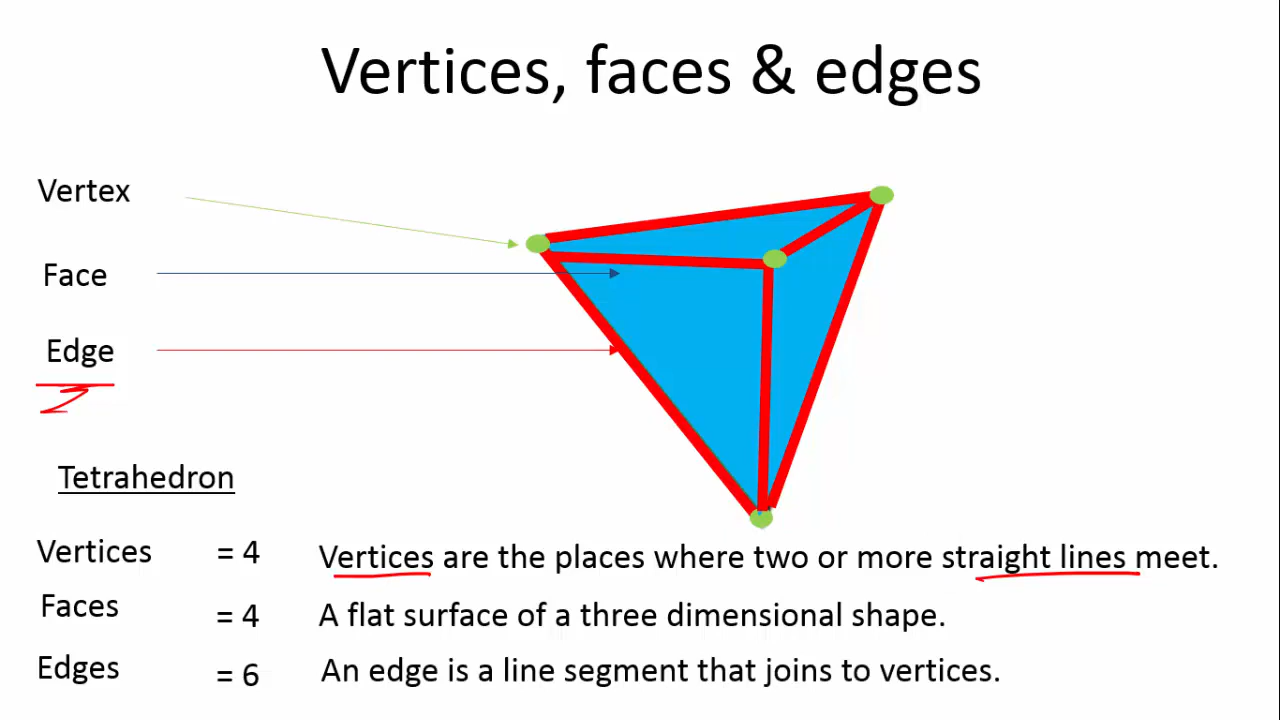 Vertices, faces & edges
Vertex
Face
Edge
Tetrahedron
Vertices = 4 Vertices are the places where two or more straight lines meet.
Faces = 4 A flat surface of a three dimensional shape.
Edges = 6 An edge is a line segment that joins to vertices.